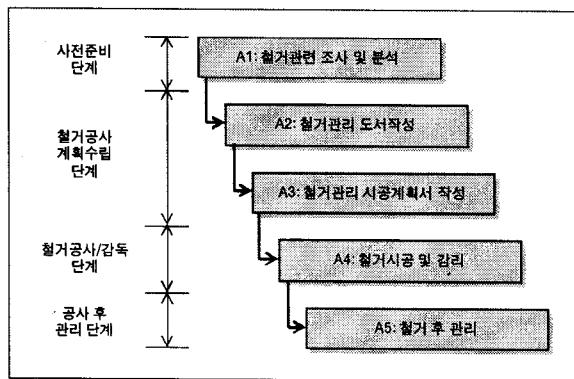 사전준비
단계
A1: 철거관련 조사 및 분석
철거공사
계획수립
단계
A2: 철거관리 도서작성
A3: 철거관리 시공계획서 작성
철거공사/감독
단계
A4: 철거시공 및 감리
공사 후
관리 단계
A5: 철거 후 관리